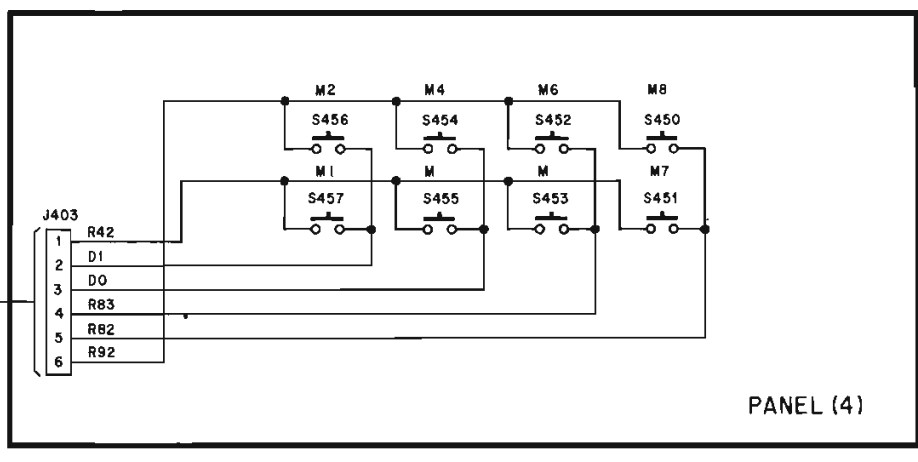 M2 M4 M6 M8
S456 S454 S452 S450
M1 M M M7
S457 S455 S453 S451
J403
1 R42
2 D1
3 D0
4 R83
5 R82
6 R92
PANEL (4)